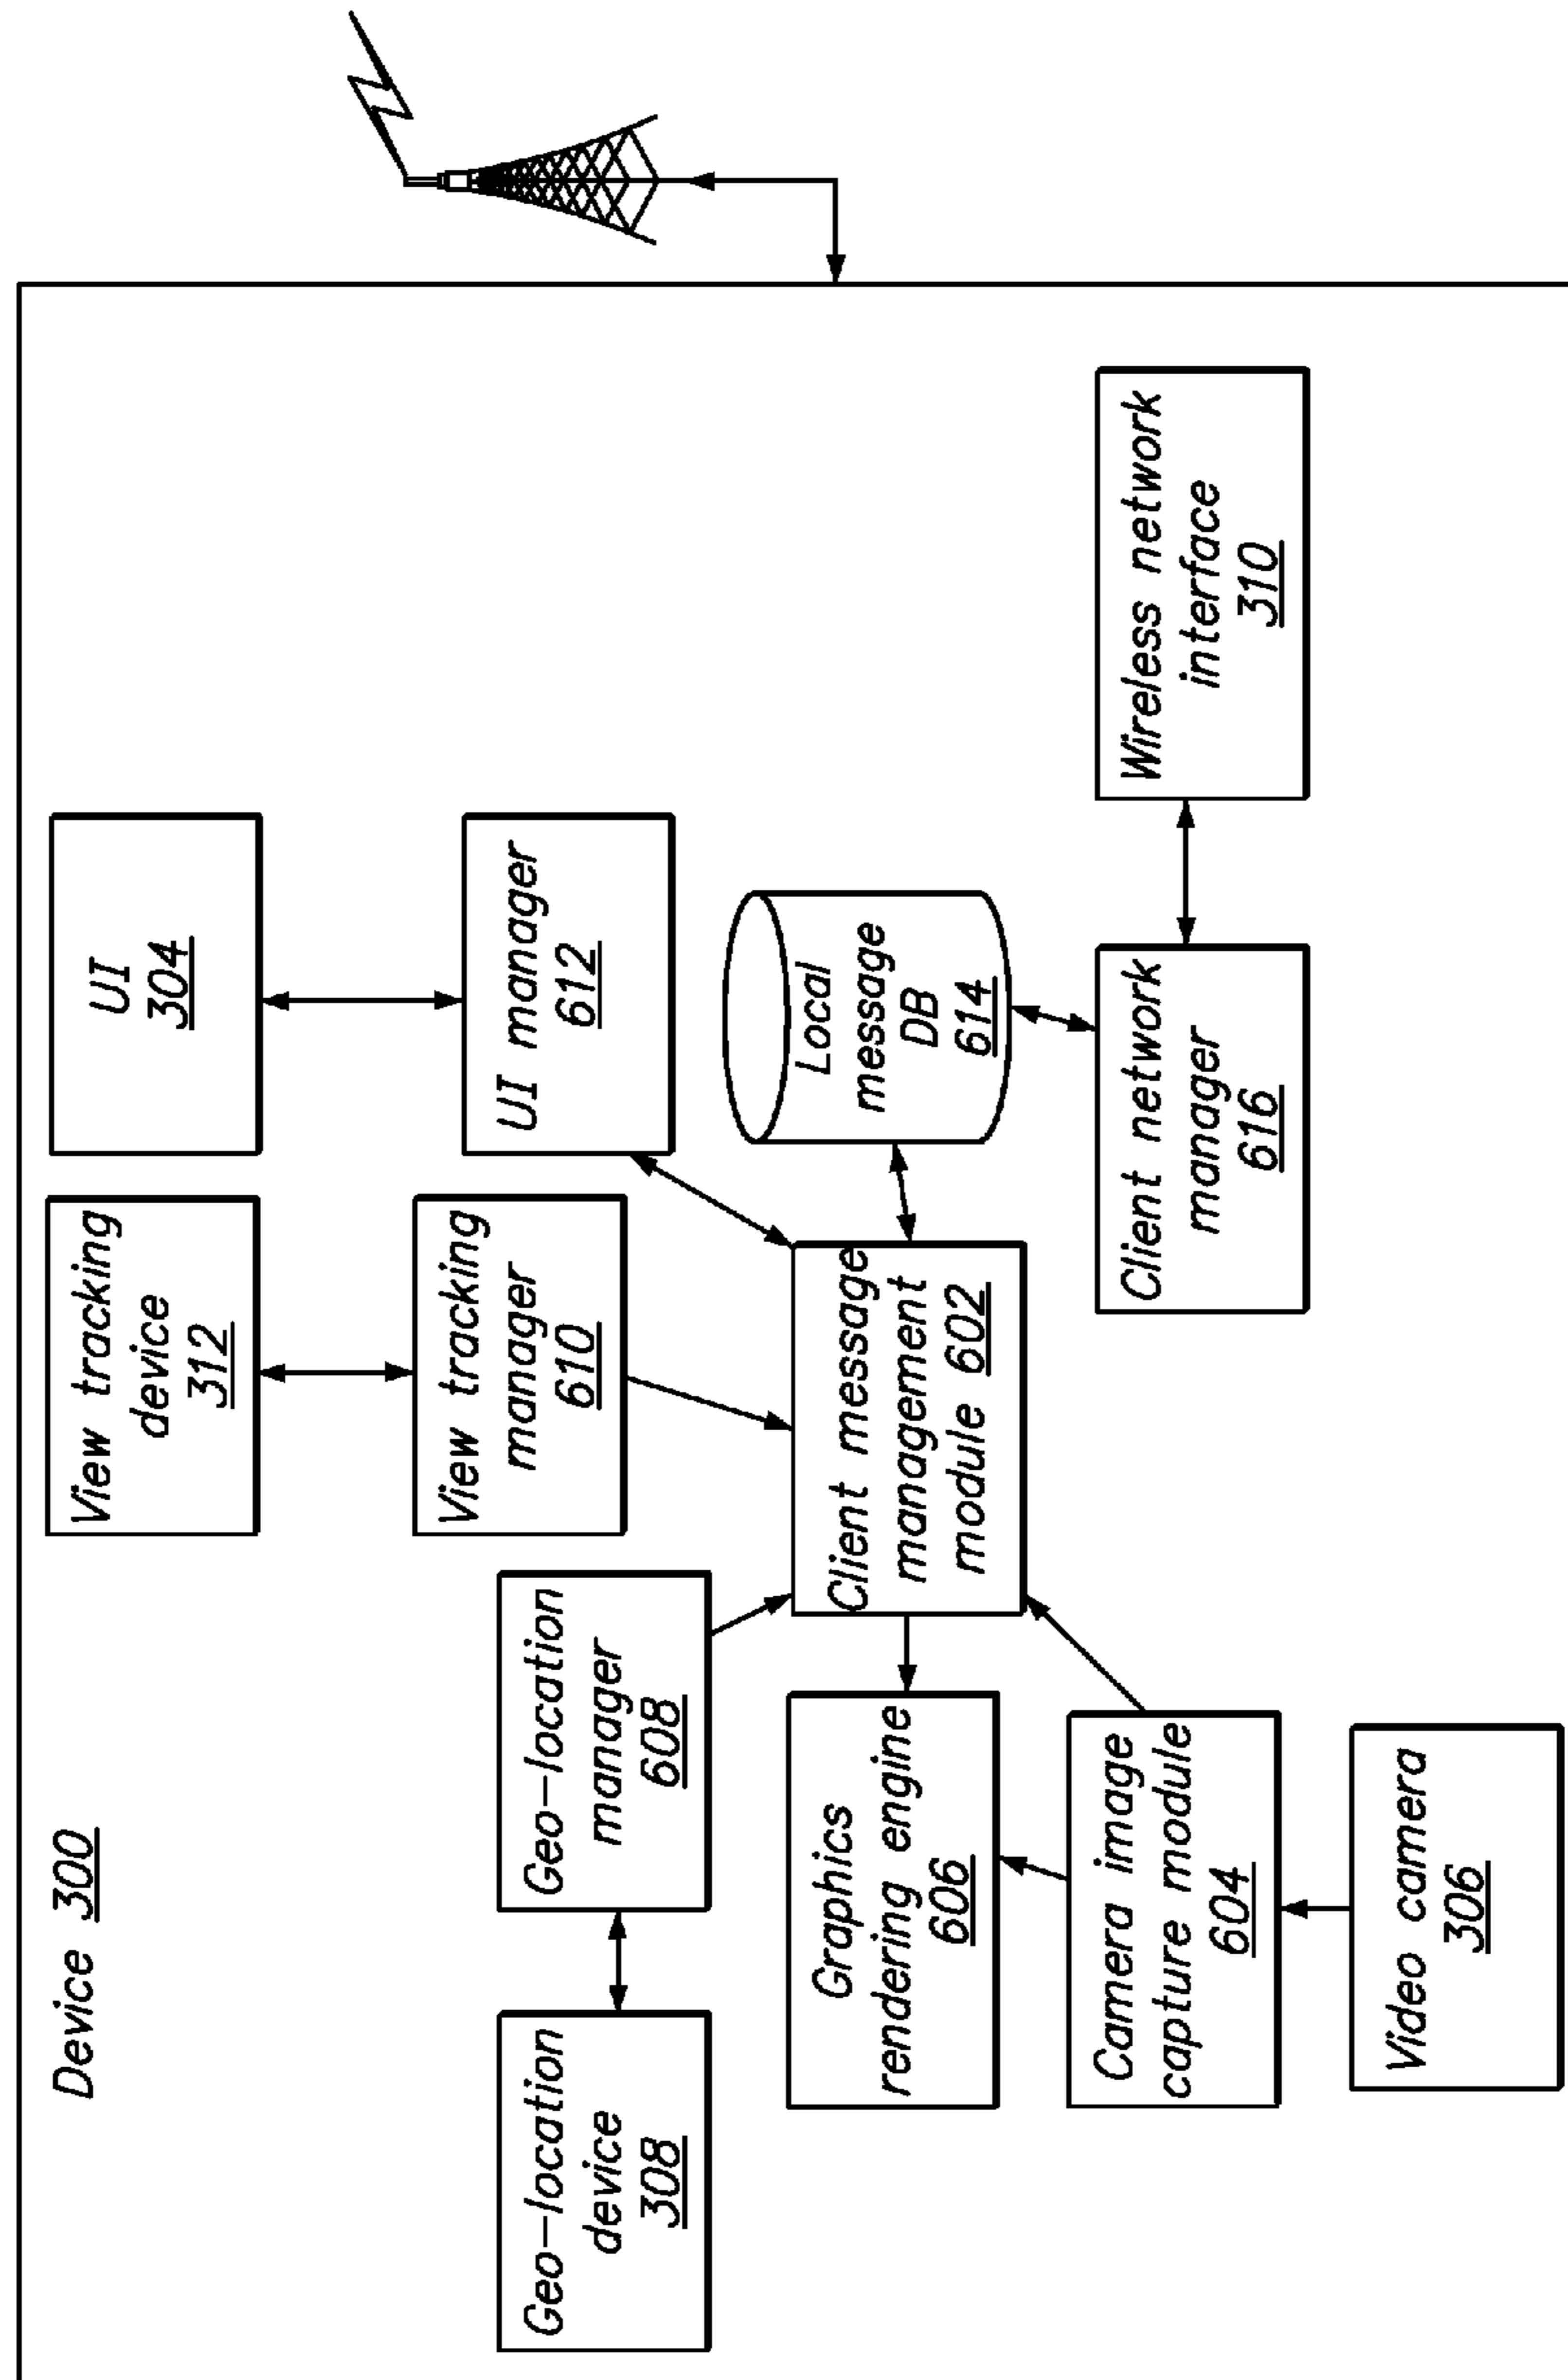 Device 300
View tracking
device
312
UI
304
Geo-location
device
308
Geo-location
manager
608
View tracking
manager
610
UI manager
612
Graphics
rendering engine
606
Client message
management
module 602
Local
message
DB
614
Camera image
capture module
604
Client network
manager
616
Wireless network
interface
310
Video camera
306